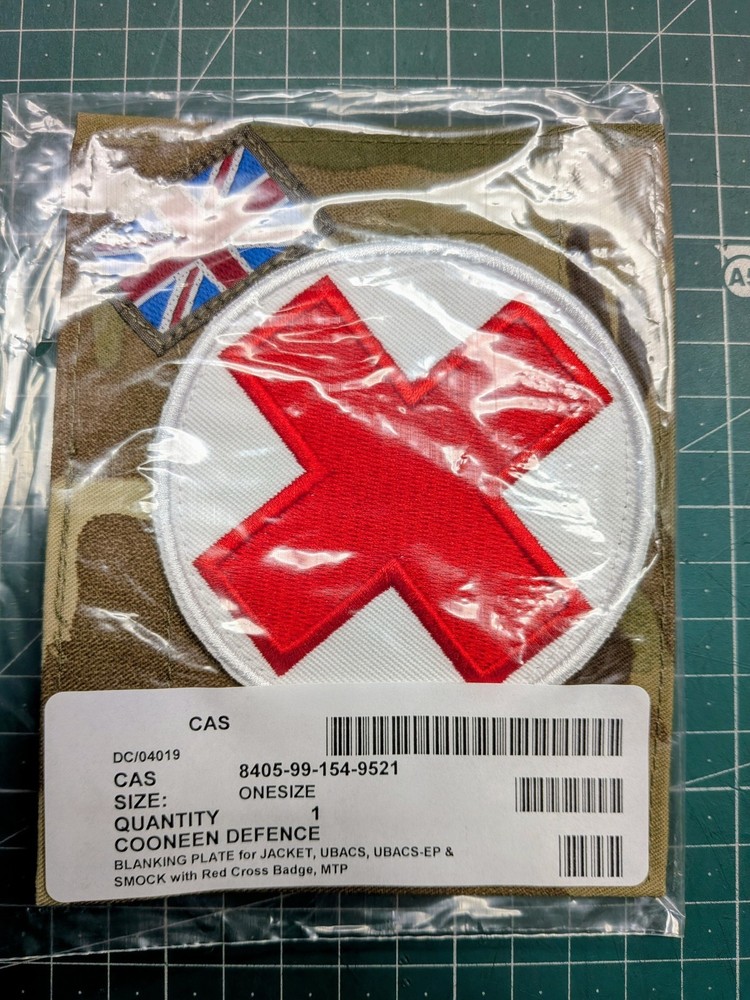 CAS
DC/04019
CAS 8405-99-154-9521
SIZE: ONESIZE
QUANTITY 1
COONEEN DEFENCE
BLANKING PLATE for JACKET, UBACS, UBACS-EP &
SMOCK with Red Cross Badge, MTP